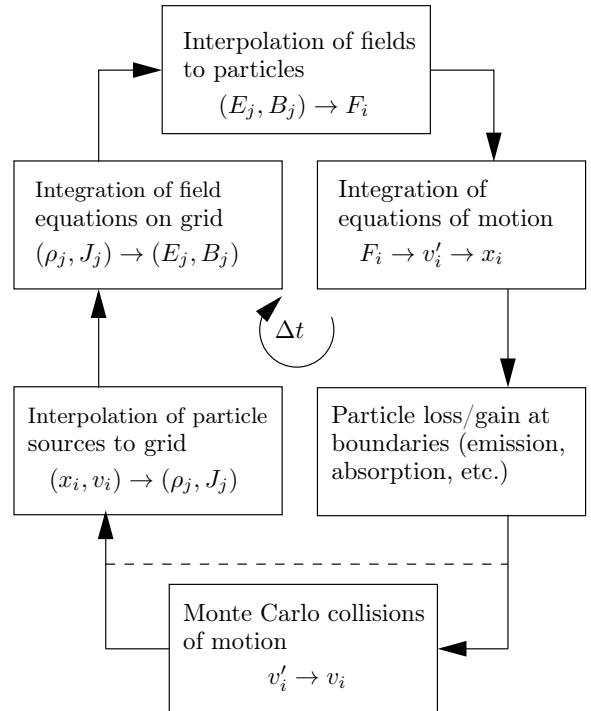 Interpolation of fields
to particles
(E_j, B_j) → F_i
Integration of field
equations on grid
(ρ_j, J_j) → (E_j, B_j)
Integration of
equations of motion
F_i → v'_i → x_i
Δt
Interpolation of particle
sources to grid
(x_i, v_i) → (ρ_j, J_j)
Particle loss/gain at
boundaries (emission,
absorption, etc.)
Monte Carlo collisions
of motion
v'_i → v_i